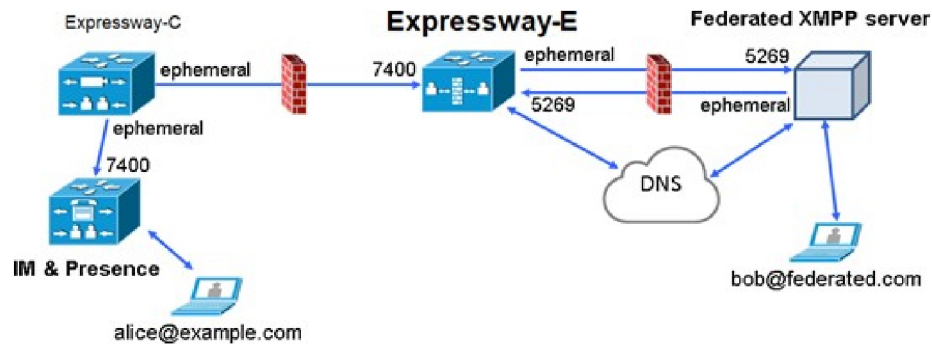 Expressway-C
Expressway-E
Federated XMPP server
ephemeral
7400
ephemeral
5269
5269
ephemeral
ephemeral
7400
DNS
IM & Presence
bob@federated.com
alice@example.com